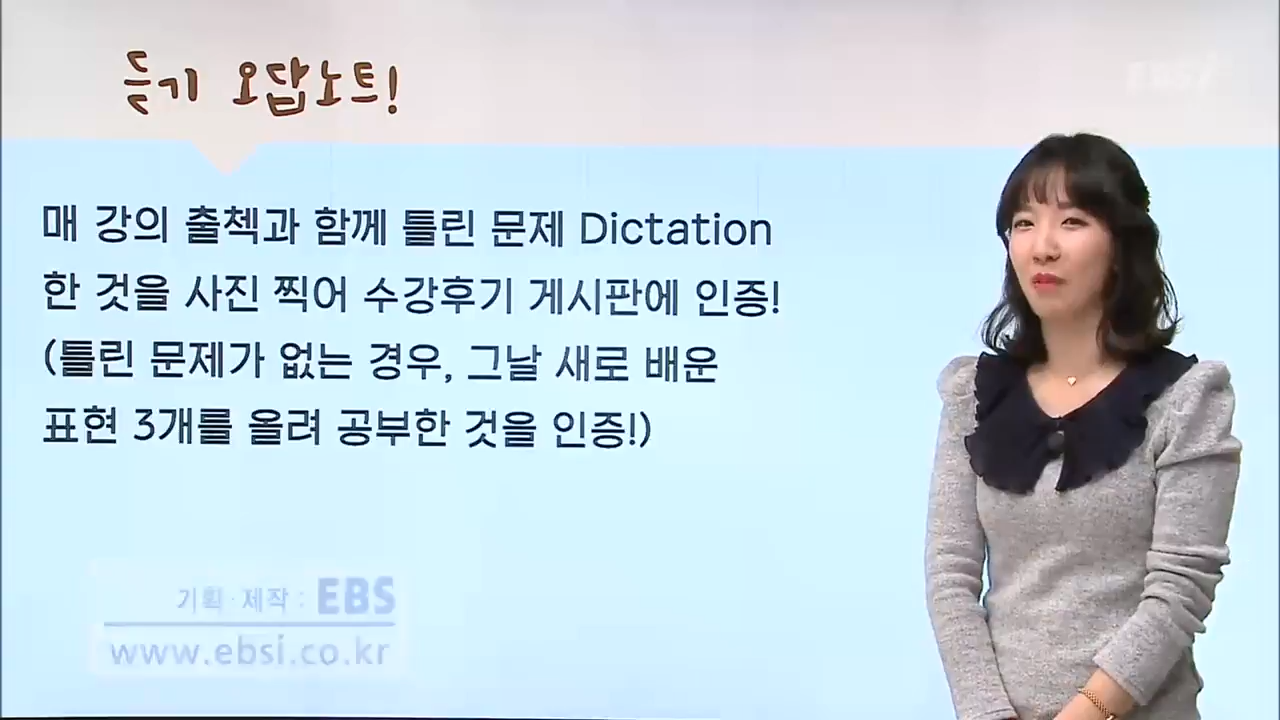 듣기 오답노트!
EBSi
매 강의 출첵과 함께 틀린 문제 Dictation
한 것을 사진 찍어 수강후기 게시판에 인증!
(틀린 문제가 없는 경우, 그날 새로 배운
표현 3개를 올려 공부한 것을 인증!)
기획·제작 : EBS
www.ebsi.co.kr